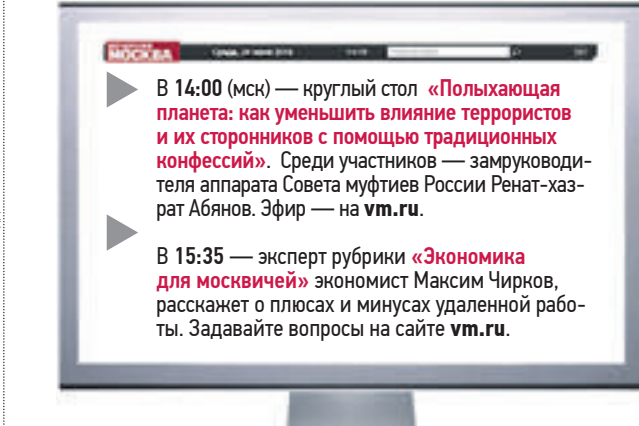 МОСКВА
В 14:00 (мск) — круглый стол «Полыхающая
планета: как уменьшить влияние террористов
и их сторонников с помощью традиционных
конфессий». Среди участников — замруководи-
теля аппарата Совета муфтиев России Ренат-хаз-
рат Абянов. Эфир — на vm.ru.
В 15:35 — эксперт рубрики «Экономика
для москвичей» экономист Максим Чирков,
расскажет о плюсах и минусах удаленной рабо-
ты. Задавайте вопросы на сайте vm.ru.